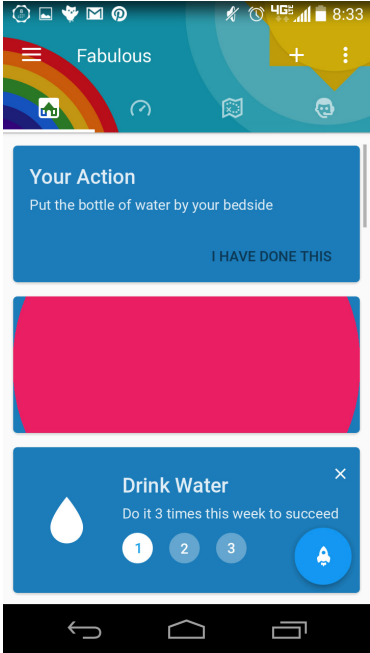 4G 8:33
Fabulous
Your Action
Put the bottle of water by your bedside
I HAVE DONE THIS
Drink Water
Do it 3 times this week to succeed
1 2 3